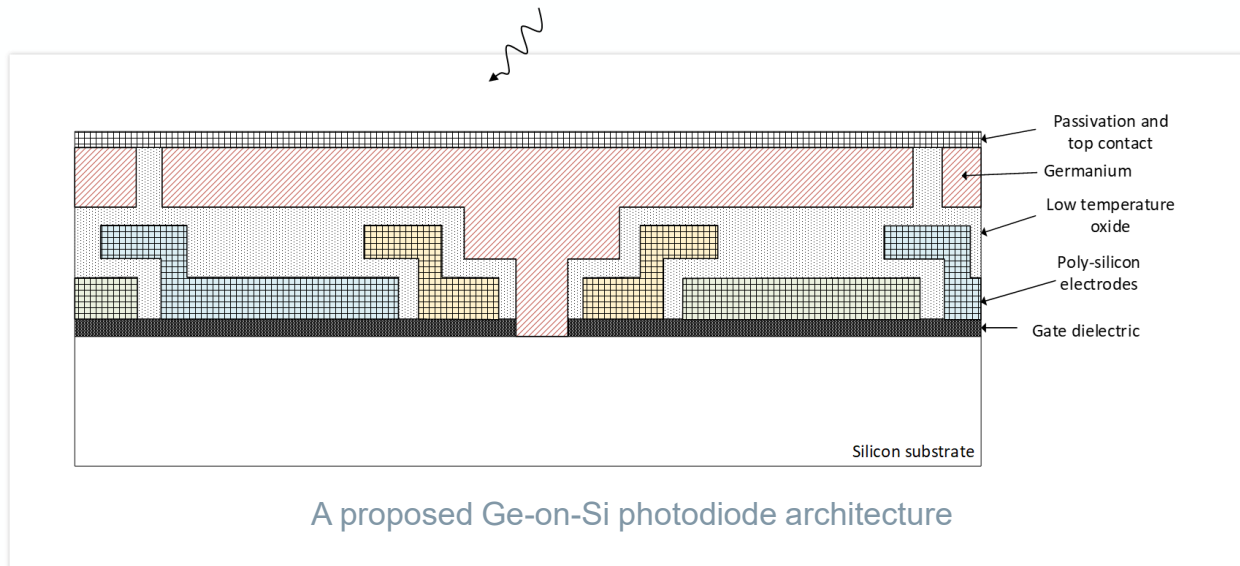 Passivation and
top contact
Germanium
Low temperature
oxide
Poly-silicon
electrodes
Gate dielectric
Silicon substrate
A proposed Ge-on-Si photodiode architecture